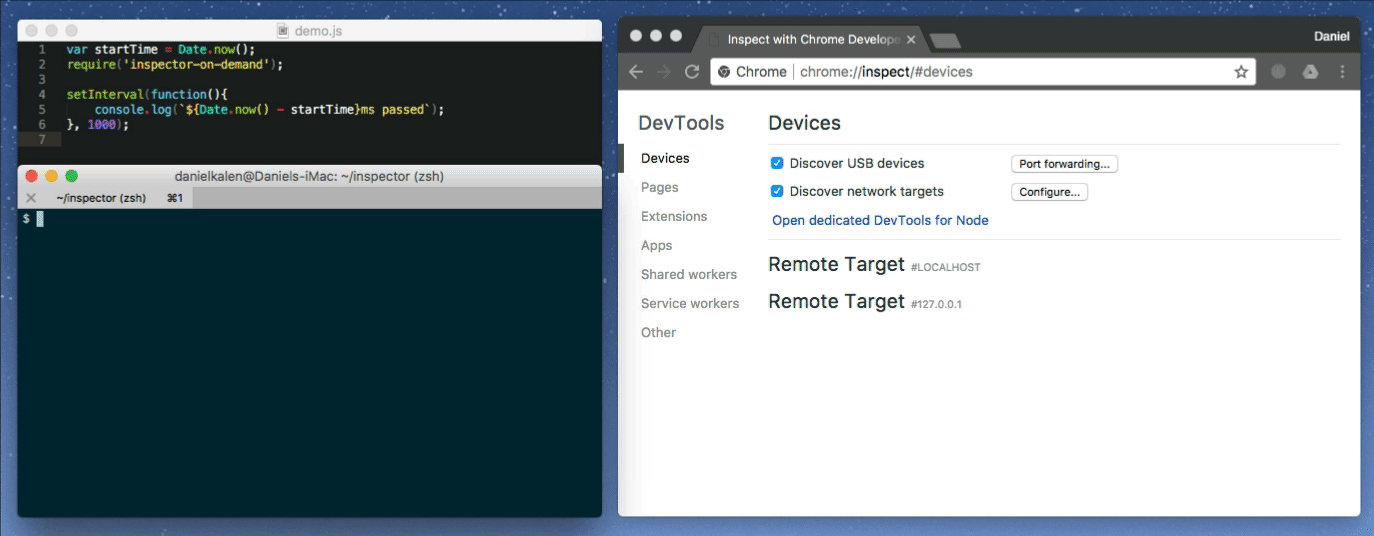 demo.js
1 var startTime = Date.now();
2 require('inspector-on-demand');
3
4 setInterval(function(){
5 console.log(`${Date.now() - startTime}ms passed`);
6 }, 1000);
7
danielkalen@Daniels-iMac: ~/inspector (zsh)
~/inspector (zsh) ⌘1
$
Inspect with Chrome Develope
Daniel
Chrome chrome://inspect/#devices
DevTools
Devices
Pages
Extensions
Apps
Shared workers
Service workers
Other
Devices
Discover USB devices Port forwarding...
Discover network targets Configure...
Open dedicated DevTools for Node
Remote Target #LOCALHOST
Remote Target #127.0.0.1